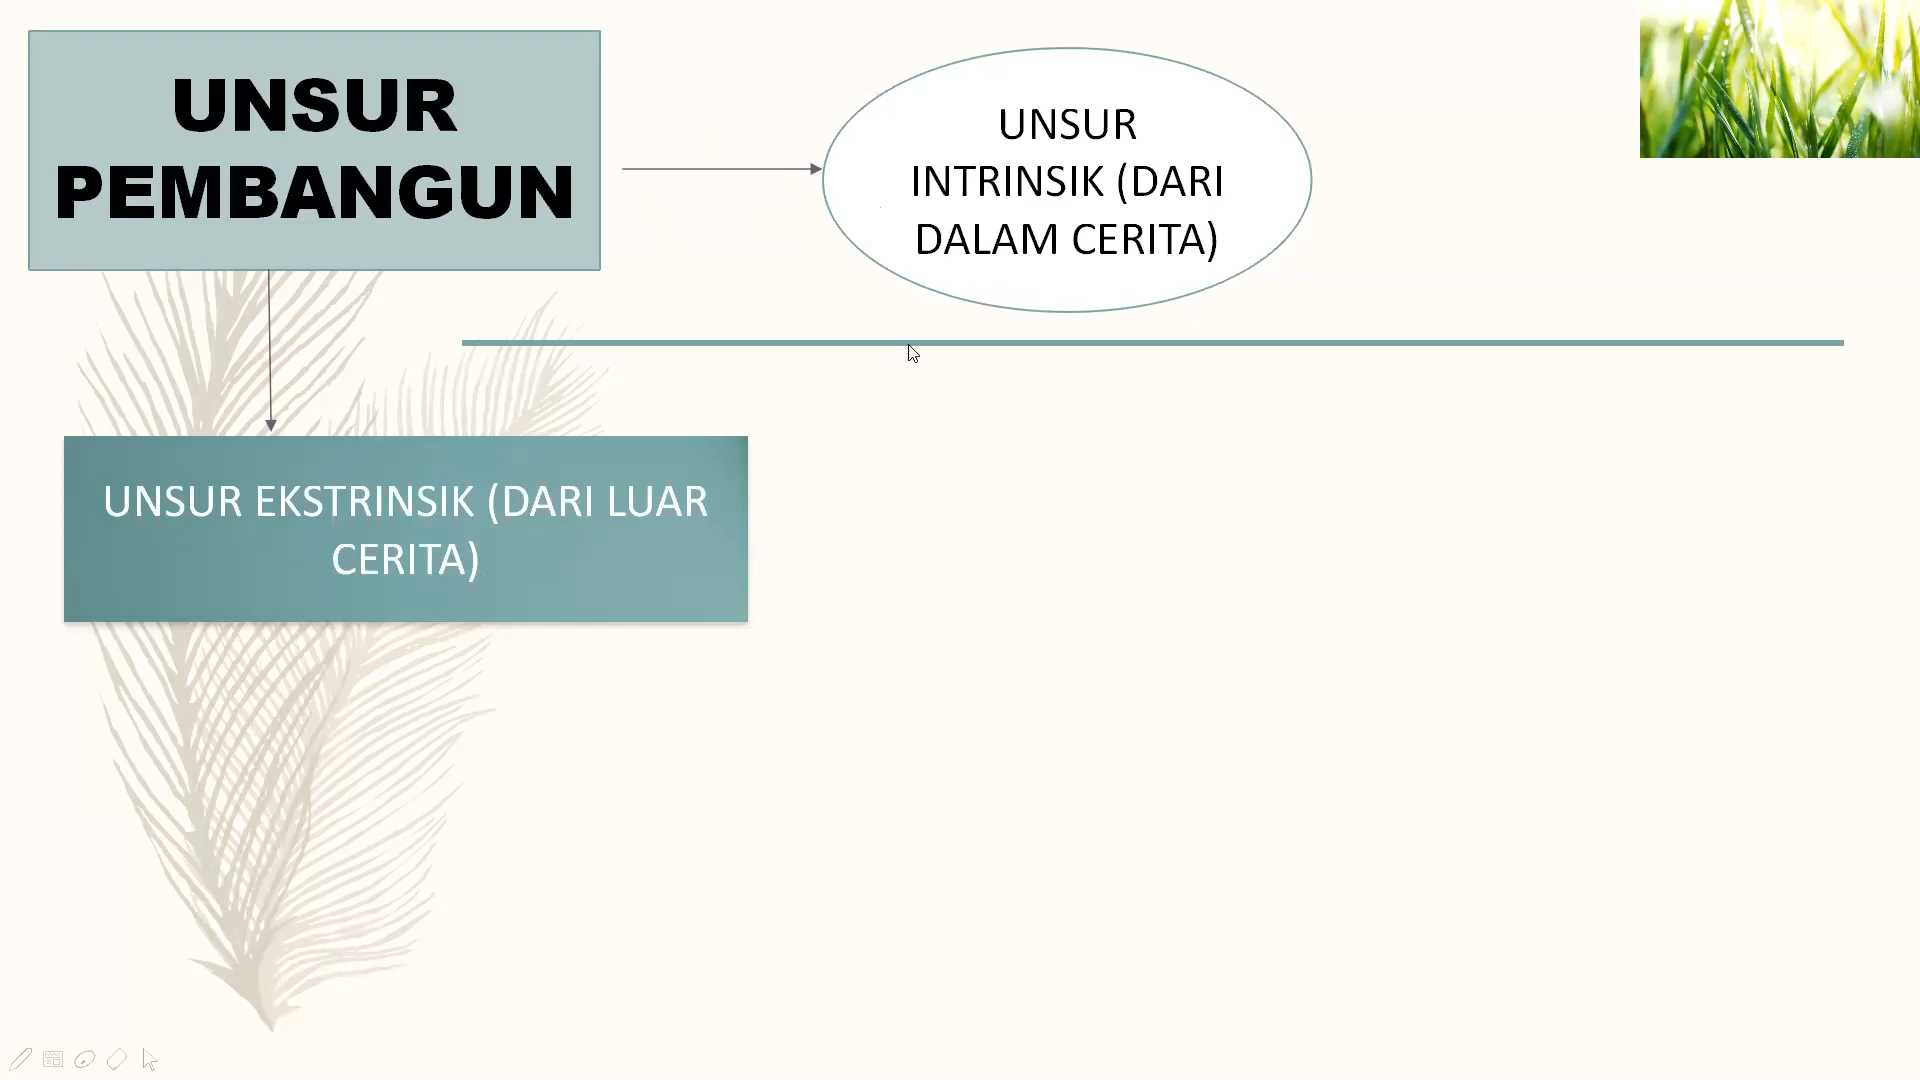 UNSUR
PEMBANGUN
UNSUR
INTRINSIK (DARI
DALAM CERITA)
UNSUR EKSTRINSIK (DARI LUAR
CERITA)